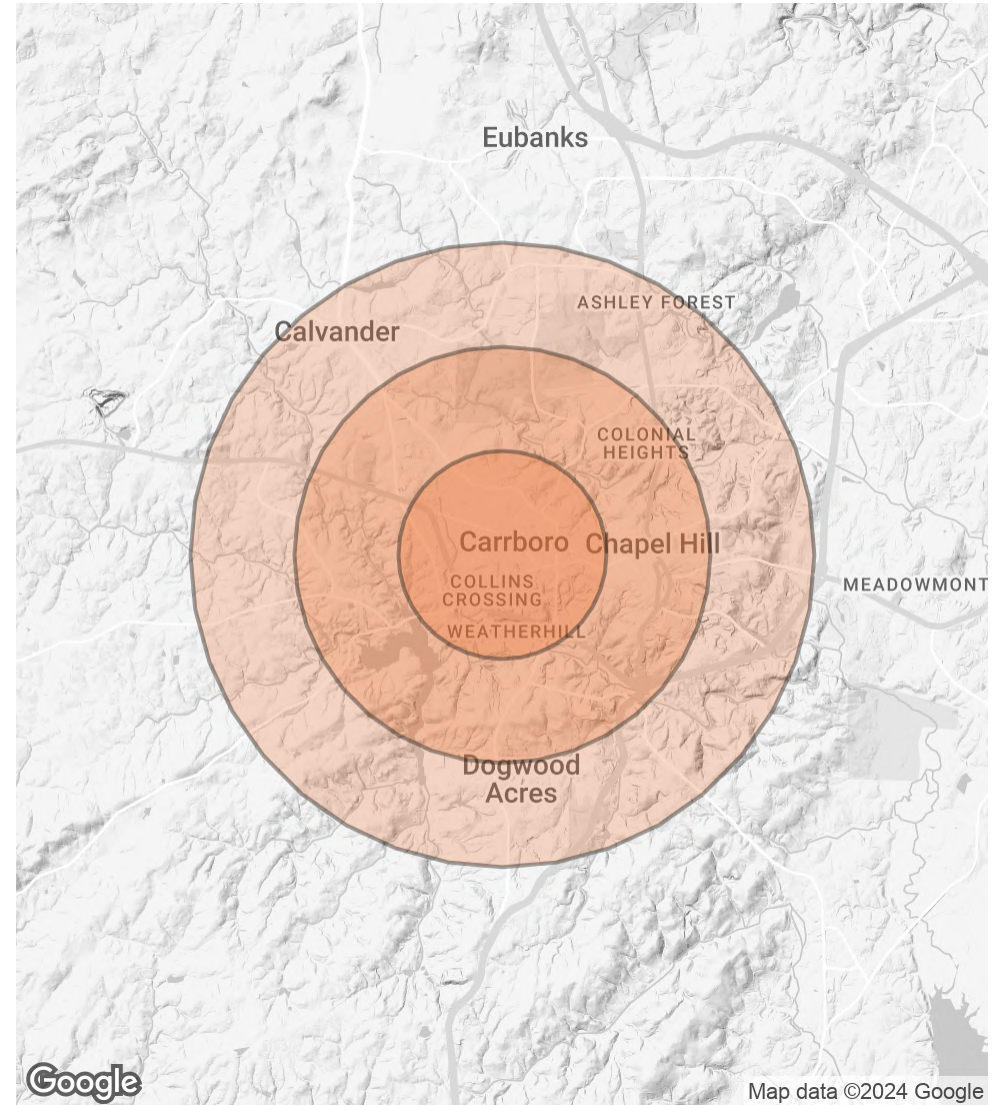 Eubanks
ASHLEY FOREST
Calvander
COLONIAL
HEIGHTS
Carrboro
Chapel Hill
COLLINS
CROSSING
MEADOWMONT
WEATHERHILL
Dogwood
Acres
Google
Map data ©2024 Google